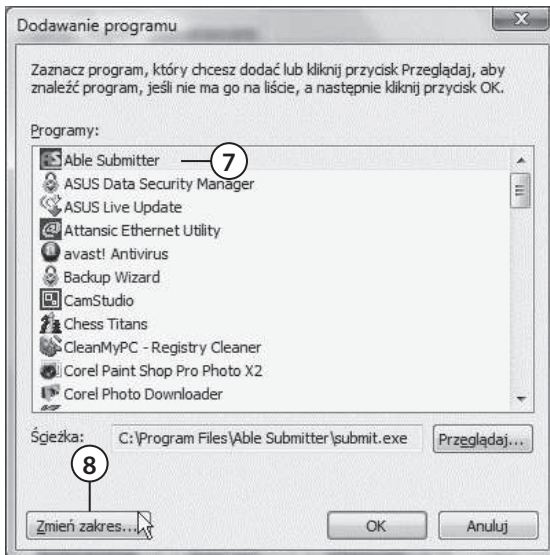 Dodawanie programu
X
Zaznacz program, który chcesz dodać lub kliknij przycisk Przeglądaj, aby
znaleźć program, jeśli nie ma go na liście, a następnie kliknij przycisk OK.
Programy:
Able Submitter 7
ASUS Data Security Manager
ASUS Live Update
Attansic Ethernet Utility
avast! Antivirus
Backup Wizard
CamStudio
Chess Titans
CleanMyPC - Registry Cleaner
Corel Paint Shop Pro Photo X2
Corel Photo Downloader
Ścieżka: C:\Program Files\Able Submitter\submit.exe Przeglądaj...
8
Zmień zakres... OK Anuluj